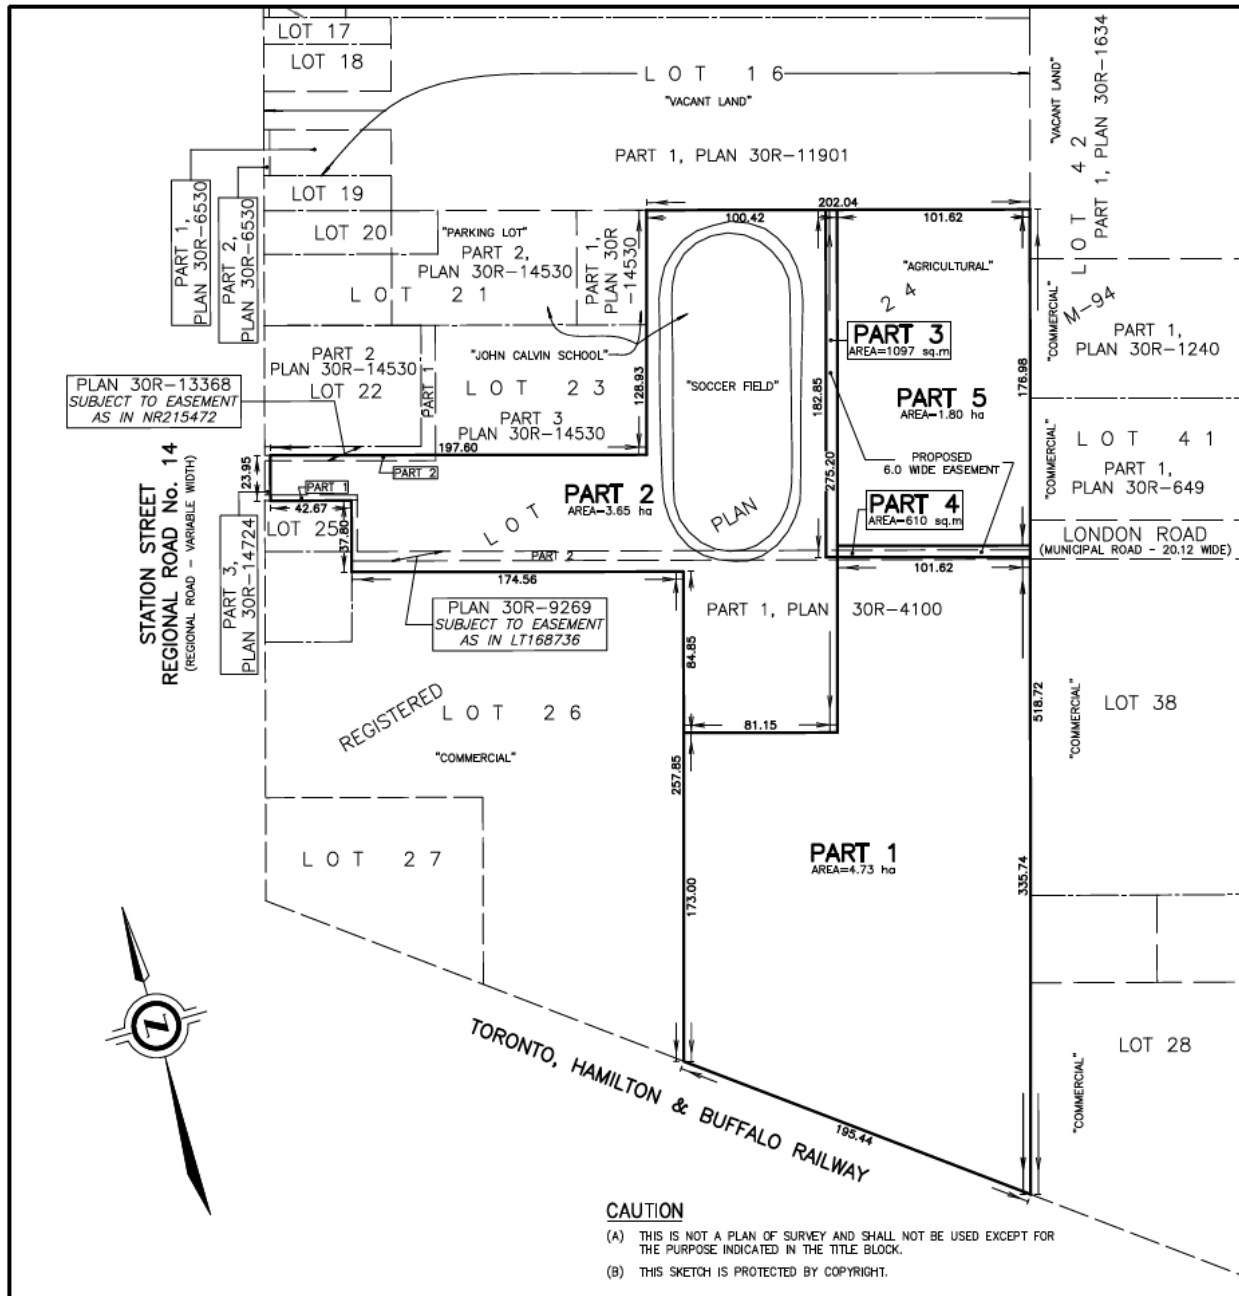 LOT 17
LOT 18
LOT 16
"VACANT LAND"
PART 1, PLAN 30R-11901
"VACANT LAND"
LOT 42
PART 1, PLAN 30R-1634
PART 1,
PLAN 30R-6530
PART 2,
PLAN 30R-6530
LOT 19
LOT 20
"PARKING LOT"
PART 2,
PLAN 30R-14530
LOT 21
PART 1,
PLAN 30R
-14530
202.04
100.42
101.62
"AGRICULTURAL"
24
M-94
"COMMERCIAL"
PART 1,
PLAN 30R-1240
PART 3
AREA=1097 sq.m
PART 2
PLAN 30R-14530
LOT 22
PART 1
"JOHN CALVIN SCHOOL"
LOT 23
PART 3
PLAN 30R-14530
128.93
"SOCCER FIELD"
182.85
275.20
176.98
PART 5
AREA=1.80 ha
PLAN 30R-13368
SUBJECT TO EASEMENT
AS IN NR215472
197.60
23.95
PART 2
PART 1
42.67
LOT 25
37.80
PART 2
AREA=3.65 ha
LOT
PLAN
PROPOSED
6.0 WIDE EASEMENT
PART 4
AREA=610 sq.m
"COMMERCIAL"
LOT 41
PART 1,
PLAN 30R-649
LONDON ROAD
(MUNICIPAL ROAD - 20.12 WIDE)
STATION STREET
REGIONAL ROAD No. 14
(REGIONAL ROAD - VARIABLE WIDTH)
PART 3,
PLAN 30R-14724
PART 2
174.56
101.62
PLAN 30R-9269
SUBJECT TO EASEMENT
AS IN LT168736
PART 1, PLAN 30R-4100
84.85
81.15
518.72
"COMMERCIAL"
LOT 38
REGISTERED
LOT 26
"COMMERCIAL"
257.85
LOT 27
PART 1
AREA=4.73 ha
173.00
335.74
195.44
TORONTO, HAMILTON & BUFFALO RAILWAY
LOT 28
"COMMERCIAL"
Z
CAUTION
(A) THIS IS NOT A PLAN OF SURVEY AND SHALL NOT BE USED EXCEPT FOR
THE PURPOSE INDICATED IN THE TITLE BLOCK.
(B) THIS SKETCH IS PROTECTED BY COPYRIGHT.